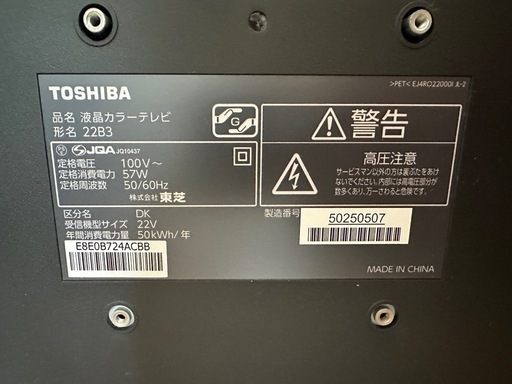 >PET< EJ4RO22000I JL-2
TOSHIBA
品名 液晶カラーテレビ
形名 22B3
G
JQA JQ10437
定格電圧 100V～
定格消費電力 57W
定格周波数 50/60Hz
株式会社 東芝
区分名 DK
受信機型サイズ 22V
年間消費電力量 50kWh/年
E8E0B724ACBB
警告
高圧注意
サービスマン以外の方は裏ぶたをあけ
ないでください。内部には高電圧部分が
数多くあり、万一さわると危険です。
製造番号 50250507
MADE IN CHINA